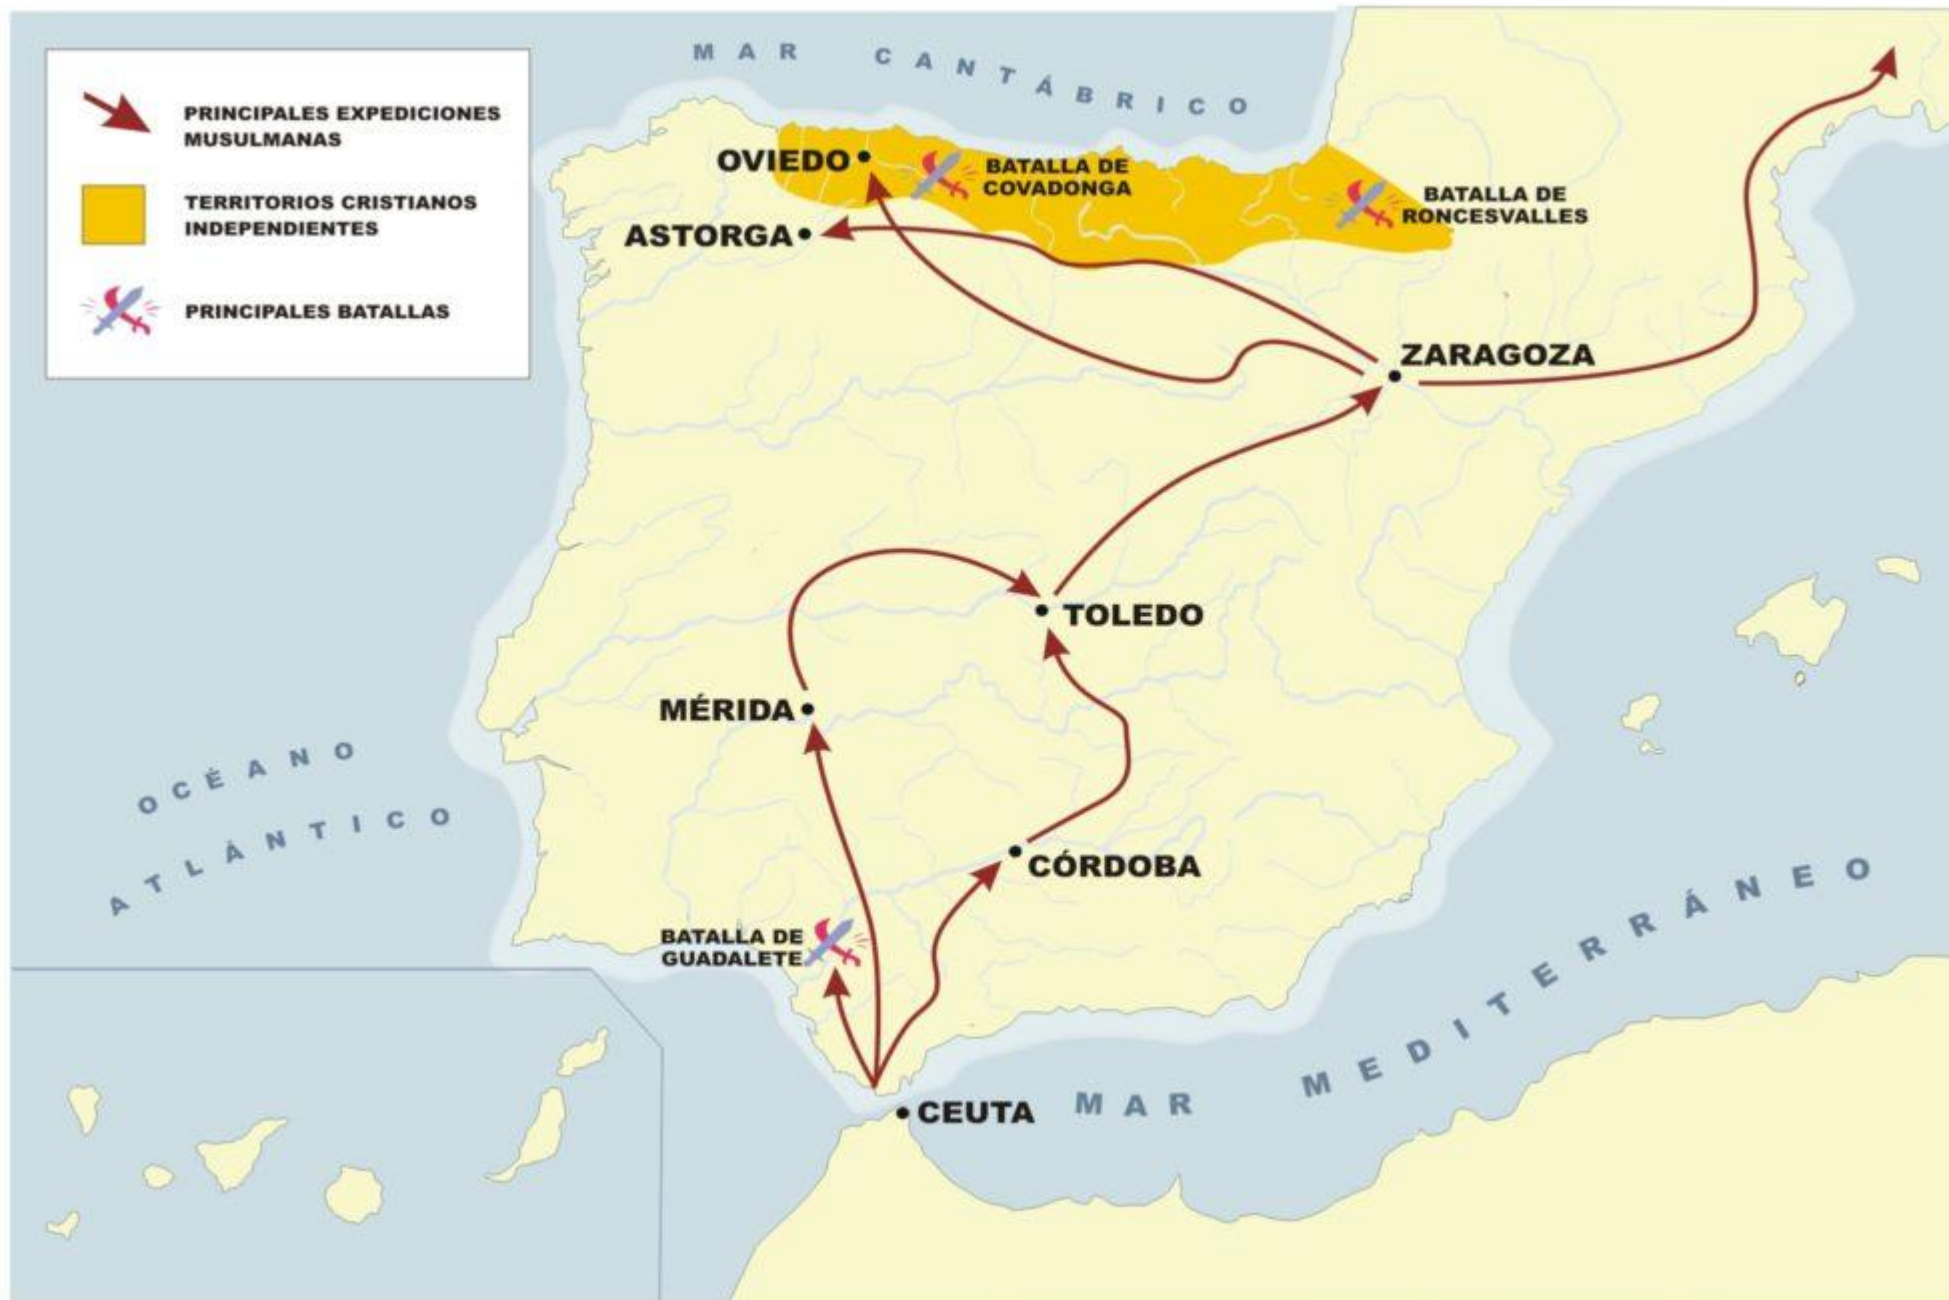 MAR CANTÁBRICO
PRINCIPALES EXPEDICIONES
MUSULMANAS
TERRITORIOS CRISTIANOS
INDEPENDIENTES
PRINCIPALES BATALLAS
OVIEDO
BATALLA DE
COVADONGA
BATALLA DE
RONCESVALLES
ASTORGA
ZARAGOZA
TOLEDO
MÉRIDA
OCÉANO
ATLÁNTICO
CÓRDOBA
BATALLA DE
GUADALETE
CEUTA
MAR MEDITERRÁNEO